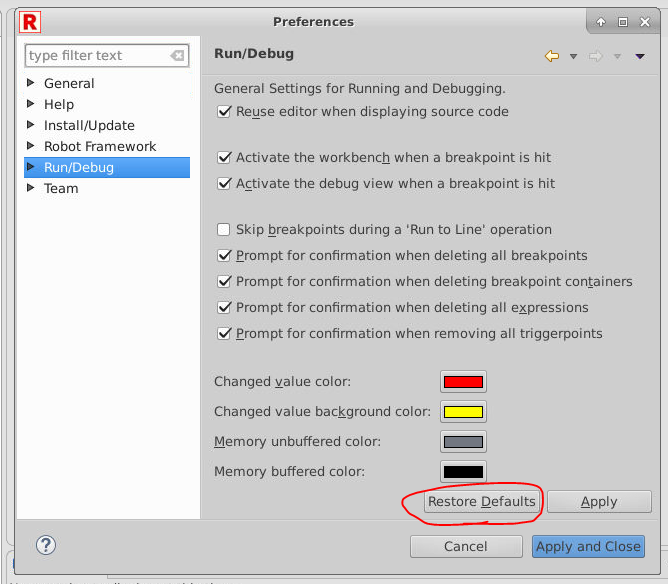 R
Preferences
type filter text
General
Help
Install/Update
Robot Framework
Run/Debug
Team
Run/Debug
General Settings for Running and Debugging.
Reuse editor when displaying source code
Activate the workbench when a breakpoint is hit
Activate the debug view when a breakpoint is hit
Skip breakpoints during a 'Run to Line' operation
Prompt for confirmation when deleting all breakpoints
Prompt for confirmation when deleting breakpoint containers
Prompt for confirmation when deleting all expressions
Prompt for confirmation when removing all triggerpoints
Changed value color:
Changed value background color:
Memory unbuffered color:
Memory buffered color:
Restore Defaults Apply
? Cancel Apply and Close